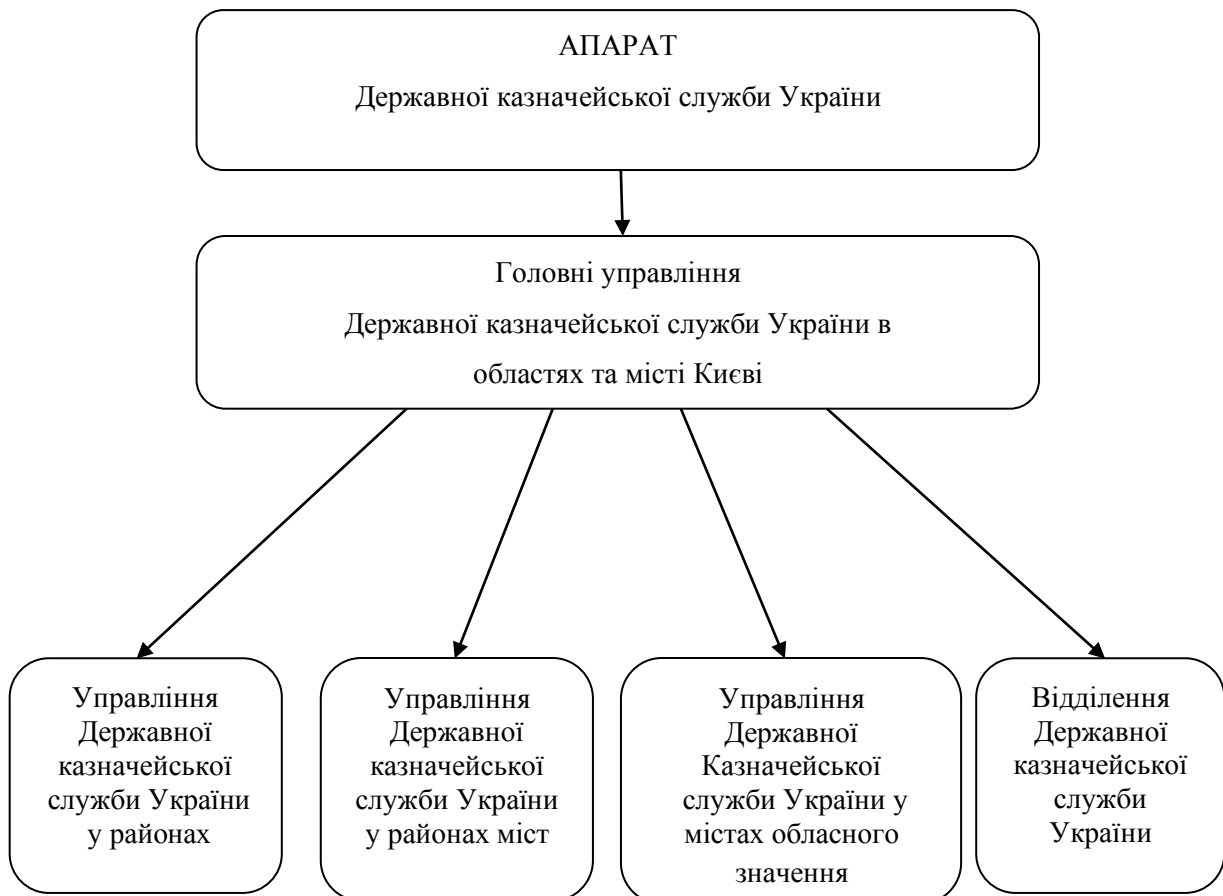 АПАРАТ
Державної казначейської служби України
Головні управління
Державної казначейської служби України в
областях та місті Києві
Управління
Державної
казначейської
служби України
у районах
Управління
Державної
казначейської
служби України
у районах міст
Управління
Державної
Казначейської
служби України у
містах обласного
значення
Відділення
Державної
казначейської
служби
України